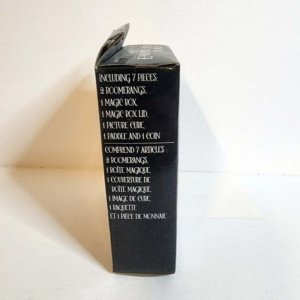 INCLUDING 7 PIECES:
2 BOOMERANGS,
1 MAGIC BOX,
1 MAGIC BOX LID,
1 PICTURE CURE,
1 PADDLE AND 1 COIN
COMPREND 7 ARTICLES
2 BOOMERANGS,
1 BOÎTE MAGIQUE,
1 COUVERTURE DE
BOÎTE MAGIQUE,
1 IMAGE DE CURE,
1 RAQUETTE
ET 1 PIÈCE DE MONNAIE